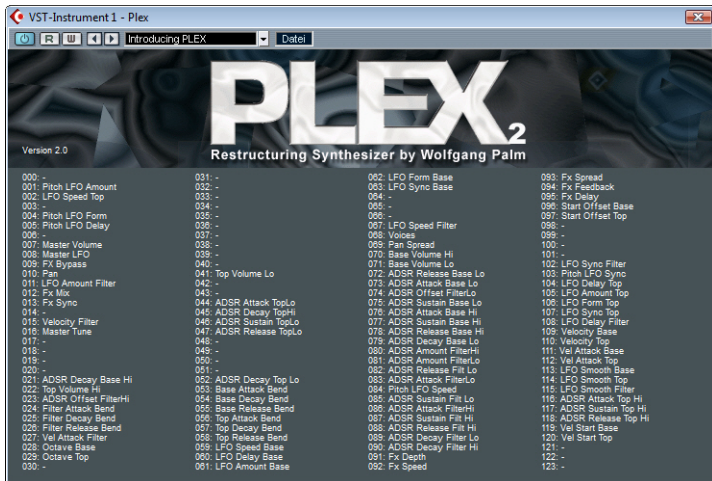 VST-Instrument 1 - Plex
R W Introducing PLEX Datei
PLEX2
Version 2.0
Restructuring Synthesizer by Wolfgang Palm
000: -
001: Pitch LFO Amount
002: LFO Speed Top
003: -
004: Pitch LFO Form
005: Pitch LFO Delay
006: -
007: Master Volume
008: Master LFO
009: FX Bypass
010: Pan
011: LFO Amount Filter
012: Fx Mix
013: Fx Sync
014: -
015: Velocity Filter
016: Master Tune
017: -
018: -
019: -
020: -
021: ADSR Decay Base Hi
022: Top Volume Hi
023: ADSR Offset FilterHi
024: Filter Attack Bend
025: Filter Decay Bend
026: Filter Release Bend
027: Vel Attack Filter
028: Octave Base
029: Octave Top
030: -
031: -
032: -
033: -
034: -
035: -
036: -
037: -
038: -
039: -
040: -
041: Top Volume Lo
042: -
043: -
044: ADSR Attack TopLo
045: ADSR Decay TopHi
046: ADSR Sustain TopLo
047: ADSR Release TopLo
048: -
049: -
050: -
051: -
052: ADSR Decay Top Lo
053: Base Attack Bend
054: Base Decay Bend
055: Base Release Bend
056: Top Attack Bend
057: Top Decay Bend
058: Top Release Bend
059: LFO Speed Base
060: LFO Delay Base
061: LFO Amount Base
062: LFO Form Base
063: LFO Sync Base
064: -
065: -
066: -
067: LFO Speed Filter
068: Voices
069: Pan Spread
070: Base Volume Hi
071: Base Volume Lo
072: ADSR Release Base Lo
073: ADSR Attack Base Lo
074: ADSR Offset FilterLo
075: ADSR Sustain Base Lo
076: ADSR Attack Base Hi
077: ADSR Sustain Base Hi
078: ADSR Release Base Hi
079: ADSR Decay Base Lo
080: ADSR Amount FilterHi
081: ADSR Amount FilterLo
082: ADSR Release Filt Lo
083: ADSR Attack FilterLo
084: Pitch LFO Speed
085: ADSR Sustain Filt Lo
086: ADSR Attack FilterHi
087: ADSR Sustain Filt Hi
088: ADSR Release Filt Hi
089: ADSR Decay Filter Lo
090: ADSR Decay Filter Hi
091: Fx Depth
092: Fx Speed
093: Fx Spread
094: Fx Feedback
095: Fx Delay
096: Start Offset Base
097: Start Offset Top
098: -
099: -
100: -
101: -
102: LFO Sync Filter
103: Pitch LFO Sync
104: LFO Delay Top
105: LFO Amount Top
106: LFO Form Top
107: LFO Sync Top
108: LFO Delay Filter
109: Velocity Base
110: Velocity Top
111: Vel Attack Base
112: Vel Attack Top
113: LFO Smooth Base
114: LFO Smooth Top
115: LFO Smooth Filter
116: ADSR Attack Top Hi
117: ADSR Sustain Top Hi
118: ADSR Release Top Hi
119: Vel Start Base
120: Vel Start Top
121: -
122: -
123: -